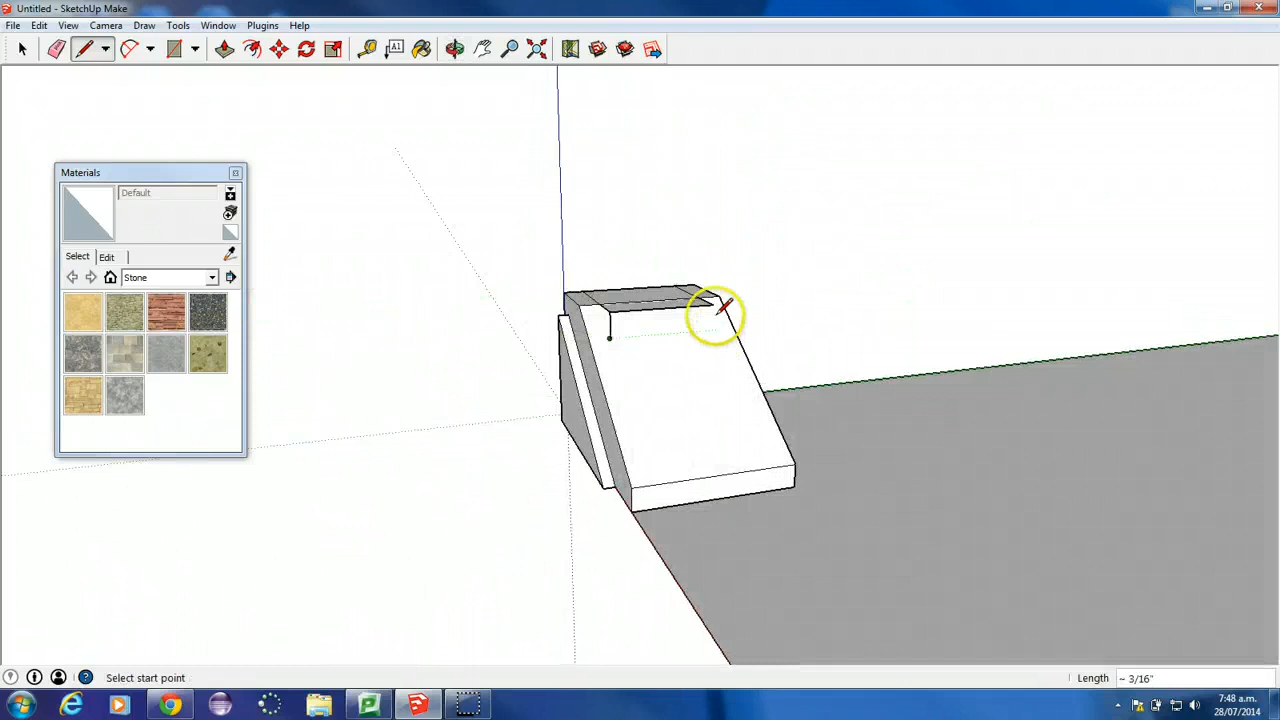 Untitled - SketchUp Make
File Edit View Camera Draw Tools Window Plugins Help
A1
Materials
Default
Select Edit
Stone
Select start point
Length ~ 3/16"
7:48 a.m.
28/07/2014